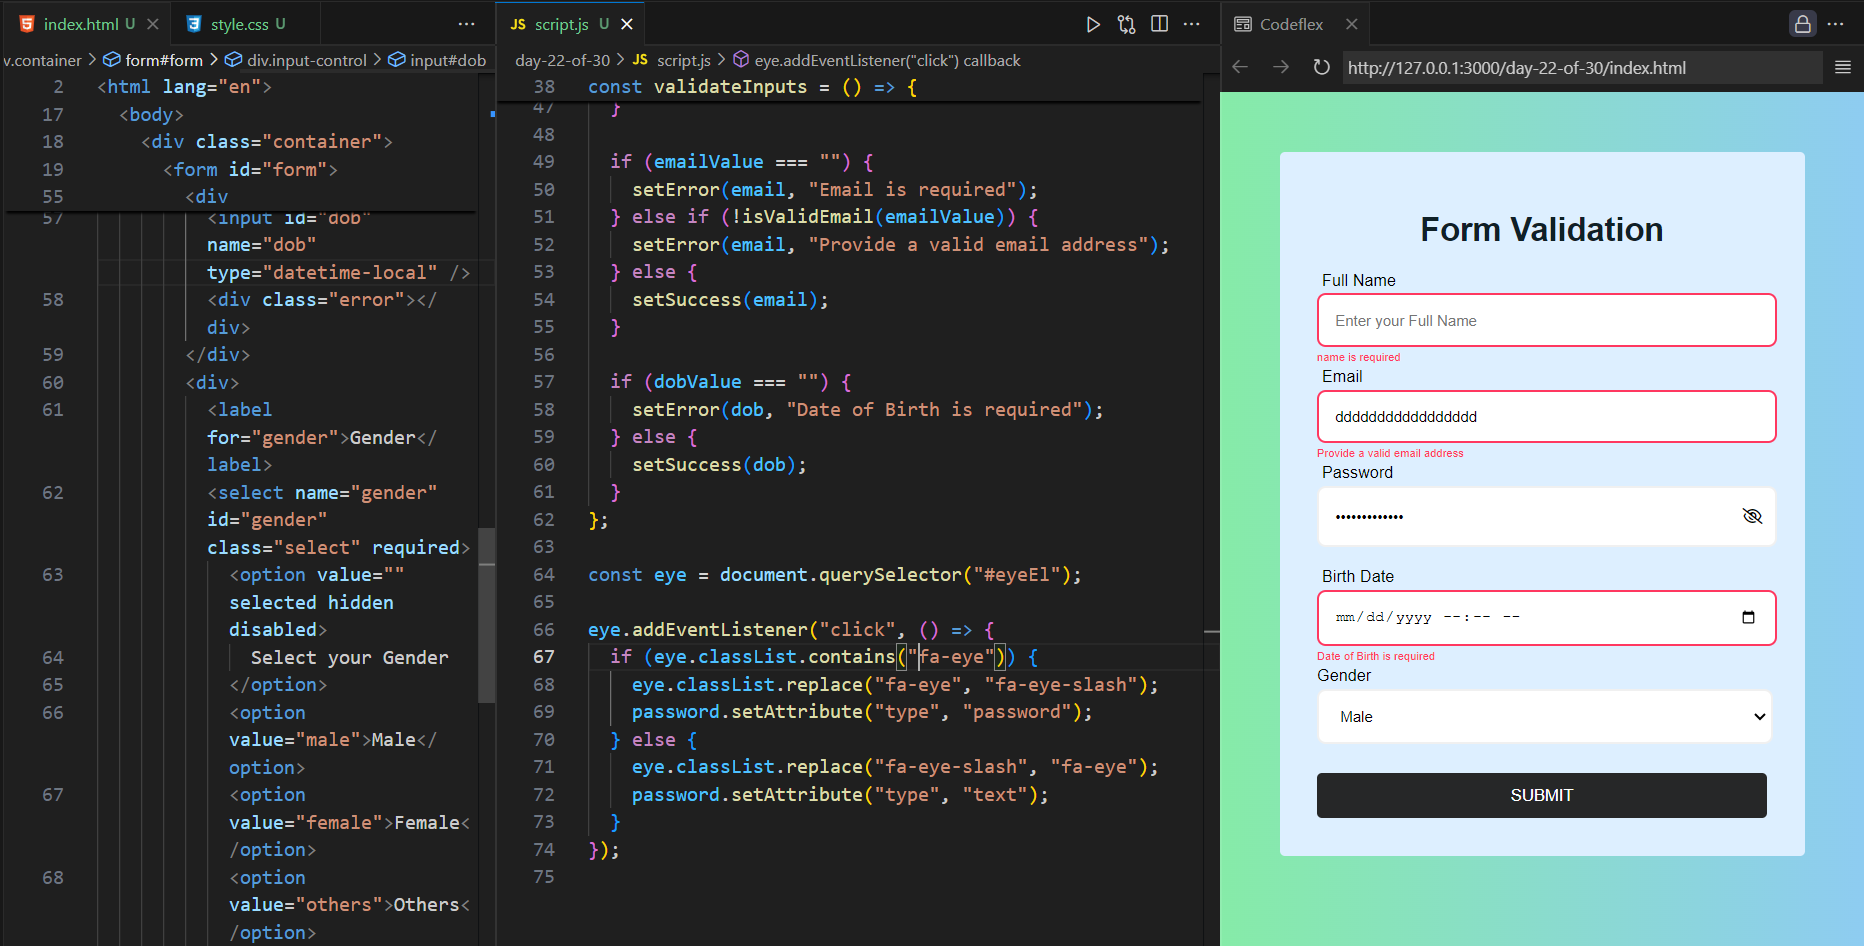 index.html U
style.css U
v.container > form#form > div.input-control > input#dob
2 <html lang="en">
17 <body>
18 <div class="container">
19 <form id="form">
55 <div
57 <input id="dob"
name="dob"
type="datetime-local" />
58 <div class="error"></
div>
59 </div>
60 <div>
61 <label
for="gender">Gender</
label>
62 <select name="gender"
id="gender"
class="select" required>
63 <option value=""
selected hidden
disabled>
64 Select your Gender
65 </option>
66 <option
value="male">Male</
option>
67 <option
value="female">Female<
/option>
68 <option
value="others">Others<
/option>
JS script.js U
day-22-of-30 > JS script.js > eye.addEventListener("click") callback
38 const validateInputs = () => {
47 }
48
49 if (emailValue === "") {
50 setError(email, "Email is required");
51 } else if (!isValidEmail(emailValue)) {
52 setError(email, "Provide a valid email address");
53 } else {
54 setSuccess(email);
55 }
56
57 if (dobValue === "") {
58 setError(dob, "Date of Birth is required");
59 } else {
60 setSuccess(dob);
61 }
62 };
63
64 const eye = document.querySelector("#eyeEl");
65
66 eye.addEventListener("click", () => {
67 if (eye.classList.contains("fa-eye")) {
68 eye.classList.replace("fa-eye", "fa-eye-slash");
69 password.setAttribute("type", "password");
70 } else {
71 eye.classList.replace("fa-eye-slash", "fa-eye");
72 password.setAttribute("type", "text");
73 }
74 });
75
Codeflex
http://127.0.0.1:3000/day-22-of-30/index.html
Form Validation
Full Name
Enter your Full Name
name is required
Email
ddddddddddddddddd
Provide a valid email address
Password
•••••••••••••
Birth Date
mm/dd/yyyy --:-- --
Date of Birth is required
Gender
Male
SUBMIT